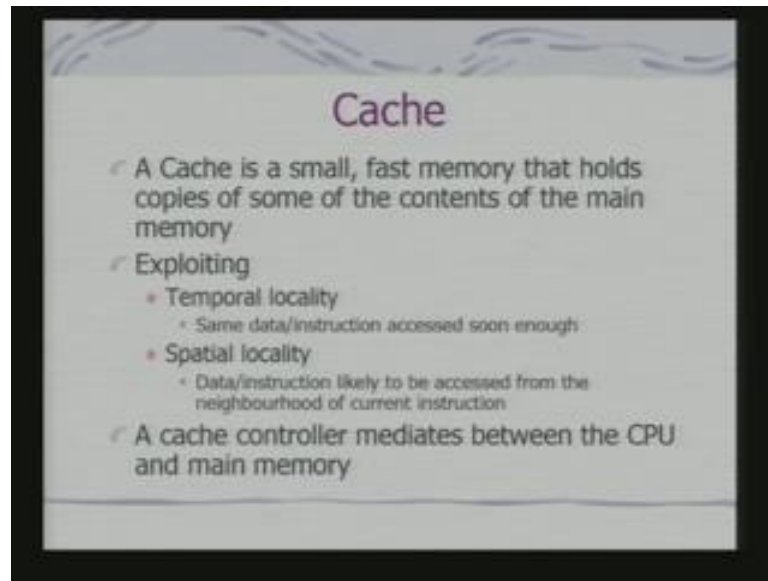 Cache
A Cache is a small, fast memory that holds
copies of some of the contents of the main
memory
Exploiting
Temporal locality
Same data/instruction accessed soon enough
Spatial locality
Data/instruction likely to be accessed from the
neighbourhood of current instruction
A cache controller mediates between the CPU
and main memory